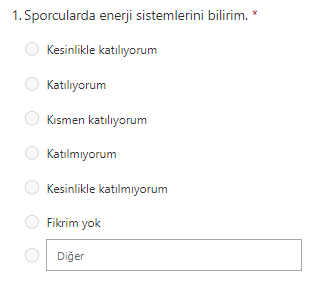 1. Sporcularda enerji sistemlerini bilirim. *
Kesinlikle katılıyorum
Katılıyorum
Kısmen katılıyorum
Katılmıyorum
Kesinlikle katılmıyorum
Fikrim yok
Diğer